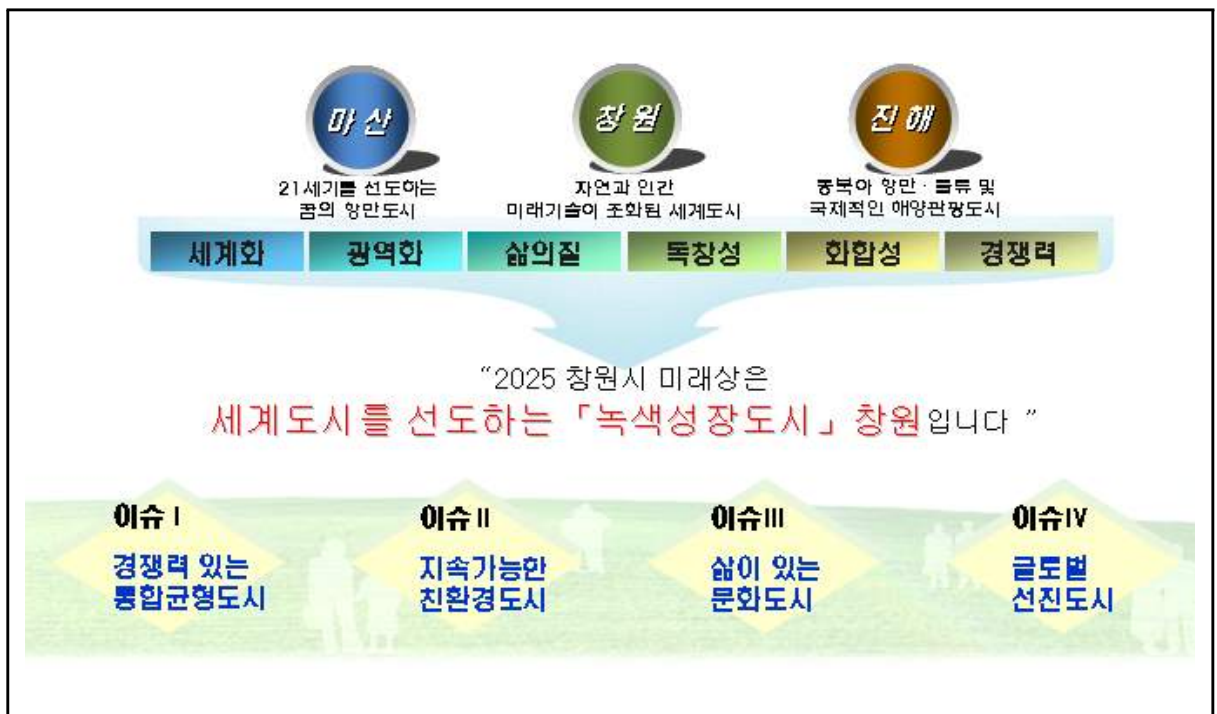 마산
창원
진해
21세기를 선도하는
꿈의 항만도시
자연과 인간
미래기술이 조화된 세계도시
동북아 항만·물류 및
국제적인 해양관광도시
세계화 광역화 삶의질 독창성 화합성 경쟁력
“2025 창원시 미래상은
세계도시를 선도하는「녹색성장도시」창원입니다 ”
이슈 I
경쟁력 있는
통합균형도시
이슈 II
지속가능한
친환경도시
이슈III
삶이 있는
문화도시
이슈IV
글로벌
선진도시